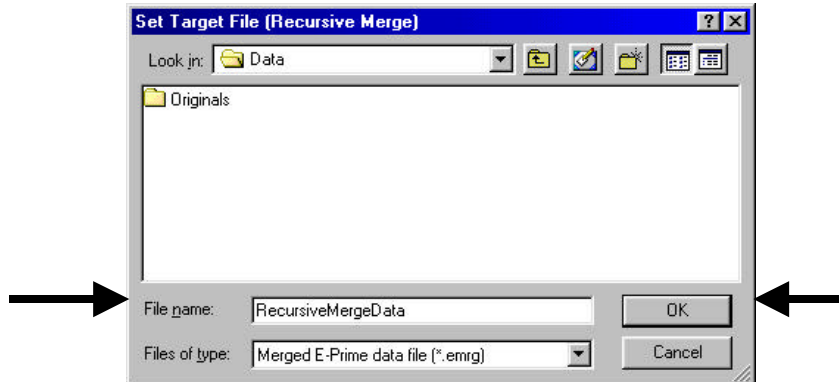 Set Target File (Recursive Merge)
Look in: Data
Originals
File name: RecursiveMergeData OK
Files of type: Merged E-Prime data file (*.emrg) Cancel